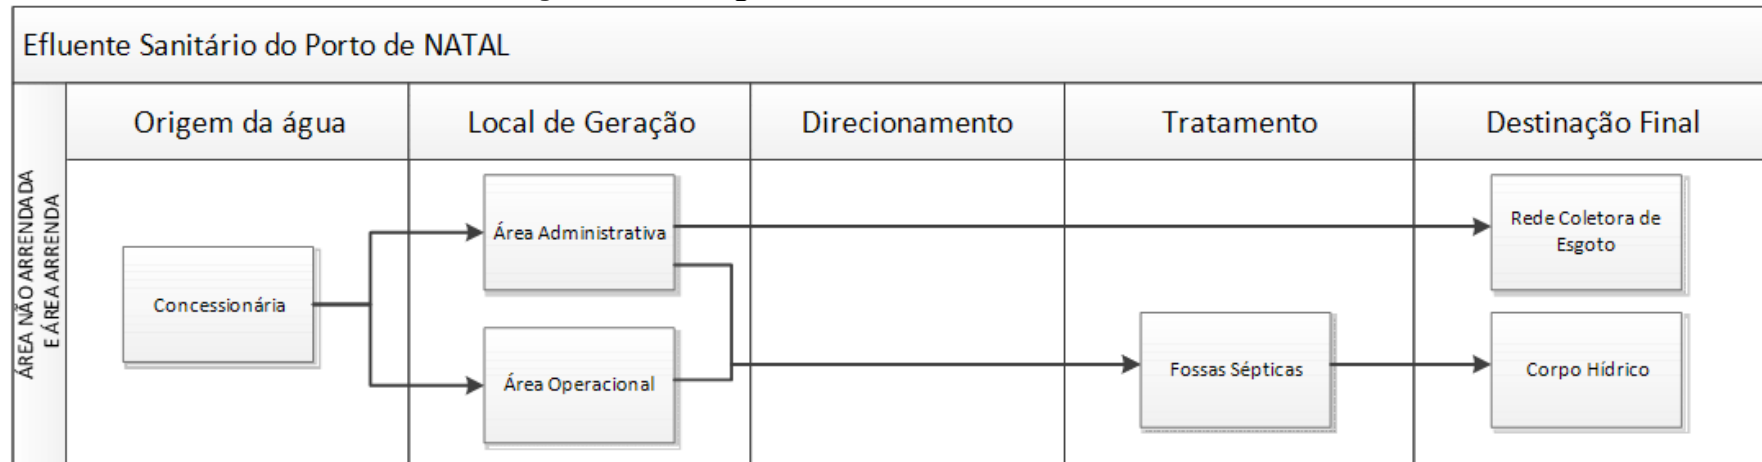 Efluente Sanitário do Porto de NATAL
Origem da água
Local de Geração
Direcionamento
Tratamento
Destinação Final
ÁREA NÃO ARRENDADA
E ÁREA ARRENDA
Concessionária
Área Administrativa
Área Operacional
Fossas Sépticas
Rede Coletora de
Esgoto
Corpo Hídrico